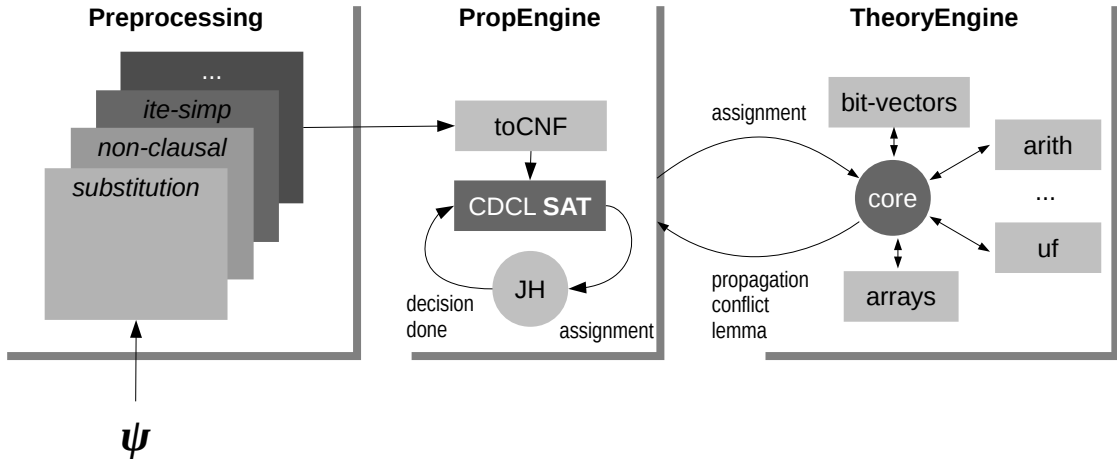 Preprocessing
...
ite-simp
non-clausal
substitution
ψ
PropEngine
toCNF
CDCL SAT
JH
decision
done
assignment
TheoryEngine
assignment
bit-vectors
arith
core
...
uf
arrays
propagation
conflict
lemma